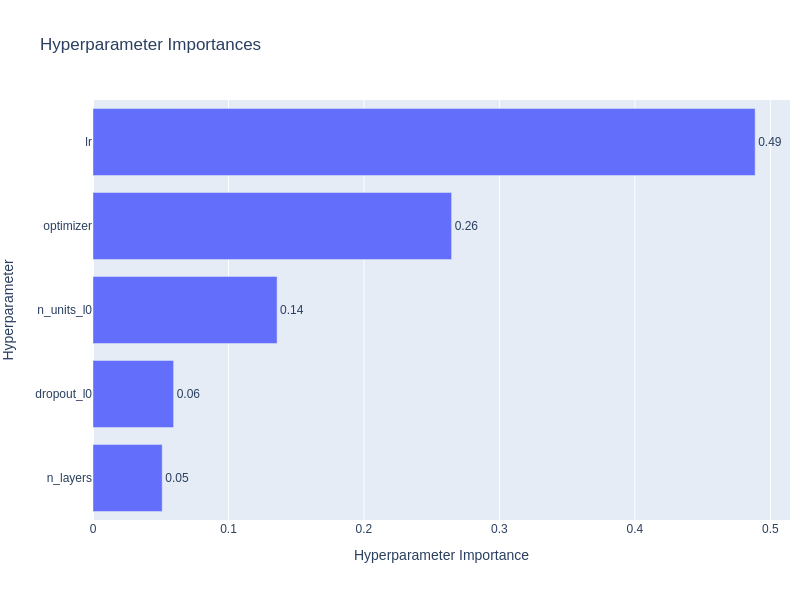 Hyperparameter Importances
Hyperparameter
lr
0.49
optimizer
0.26
n_units_l0
0.14
dropout_l0
0.06
n_layers
0.05
0
0.1
0.2
0.3
0.4
0.5
Hyperparameter Importance